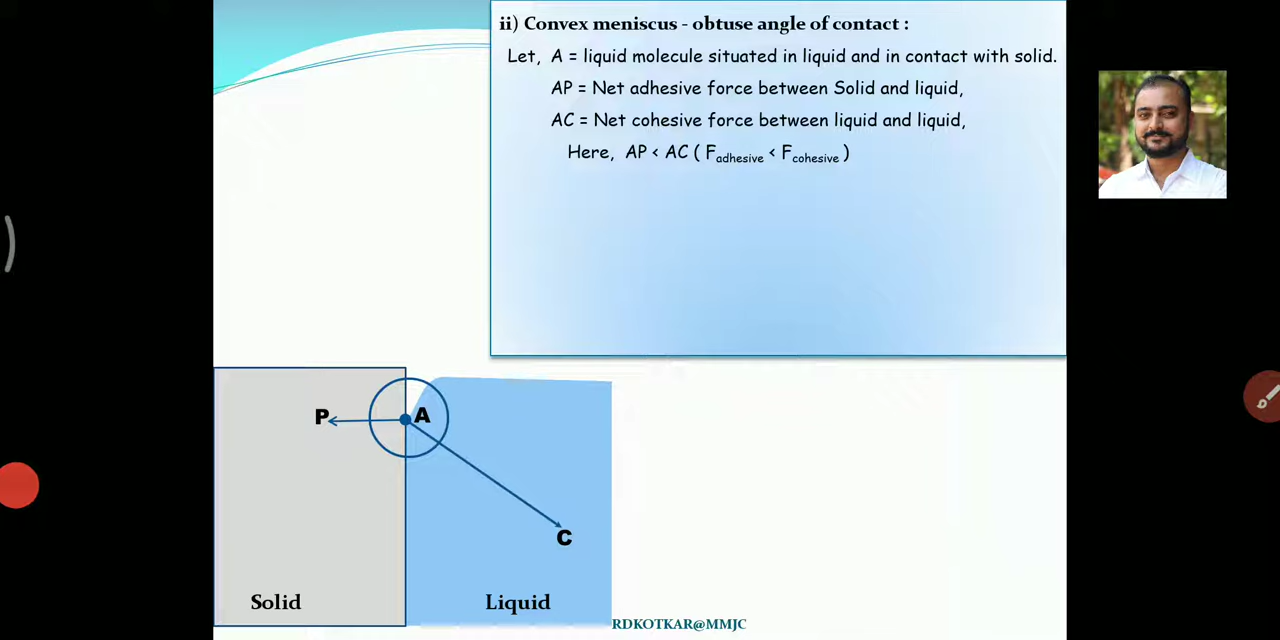 ii) Convex meniscus - obtuse angle of contact :
Let, A = liquid molecule situated in liquid and in contact with solid.
AP = Net adhesive force between Solid and liquid,
AC = Net cohesive force between liquid and liquid,
Here, AP < AC ( Fadhesive < Fcohesive )
P
A
C
Solid
Liquid
RDKOTKAR@MMJC